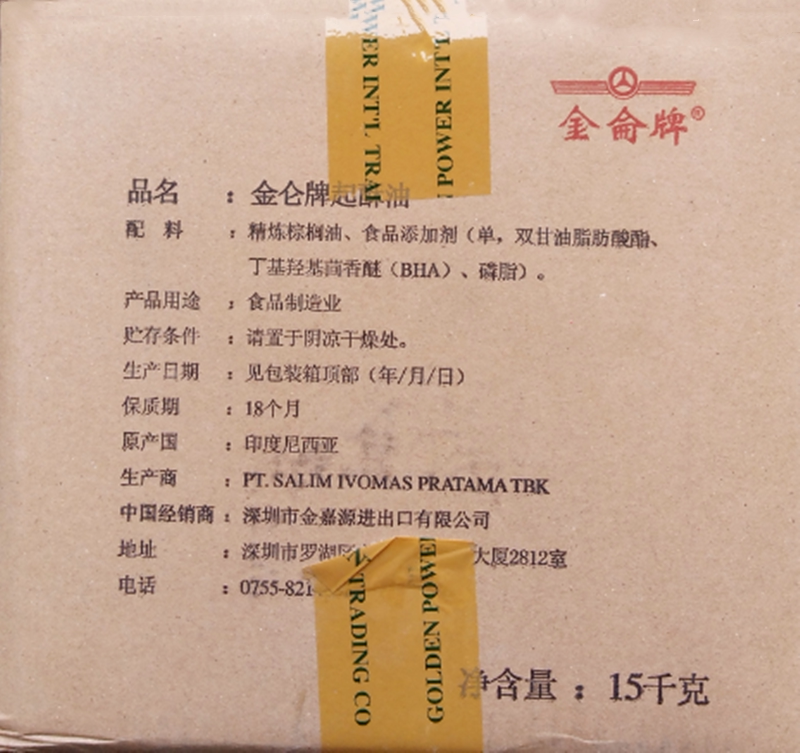 金侖牌®
品名 ：金仑牌起酥油
配 料 ：精炼棕榈油、食品添加剂（单，双甘油脂肪酸酯、
丁基羟基茴香醚（BHA）、磷脂）。
产品用途 ：食品制造业
贮存条件 ：请置于阴凉干燥处。
生产日期 ：见包装箱顶部（年/月/日）
保质期 ：18个月
原产国 ：印度尼西亚
生产商 ：PT. SALIM IVOMAS PRATAMA TBK
中国经销商：深圳市金嘉源进出口有限公司
地址 ：深圳市罗湖 大厦2812室
电话 ：0755-821
净含量 ：15千克
POWER INT'L
WER INT'L TRA
TRADING CO
GOLDEN POWE